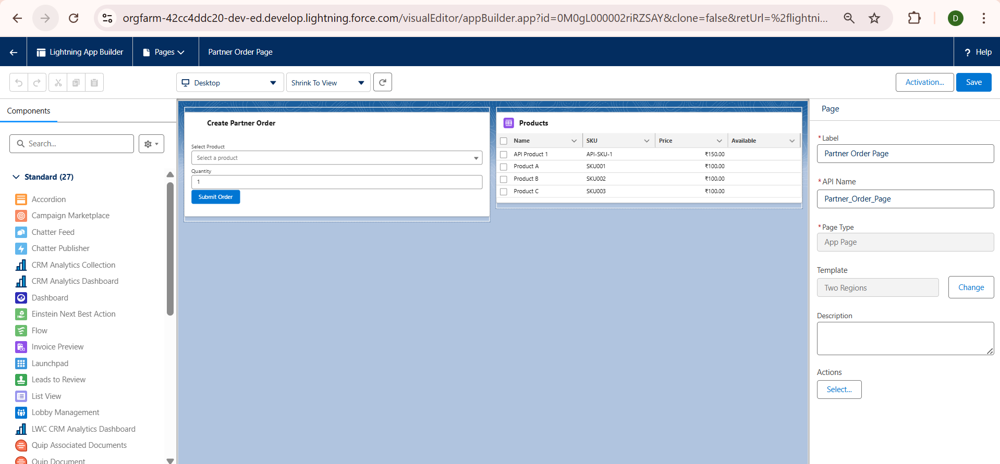 orgfarm-42cc4ddc20-dev-ed.develop.lightning.force.com/visualEditor/appBuilder.app?id=0M0gL000002riRZSAY&clone=false&retUrl=%2Flightni...
D
Lightning App Builder
Pages
Partner Order Page
? Help
Desktop
Shrink To View
Activation...
Save
Components
Search...
Standard (27)
Accordion
Campaign Marketplace
Chatter Feed
Chatter Publisher
CRM Analytics Collection
CRM Analytics Dashboard
Dashboard
Einstein Next Best Action
Flow
Invoice Preview
Launchpad
Leads to Review
List View
Lobby Management
LWC CRM Analytics Dashboard
Quip Associated Documents
Quip Document
Create Partner Order
Select Product
Select a product
Quantity
1
Submit Order
Products
Name SKU Price Available
API Product 1 API-SKU-1 ₹150.00
Product A SKU001 ₹100.00
Product B SKU002 ₹100.00
Product C SKU003 ₹100.00
Page
*Label
Partner Order Page
*API Name
Partner_Order_Page
*Page Type
App Page
Template
Two Regions
Change
Description
Actions
Select...